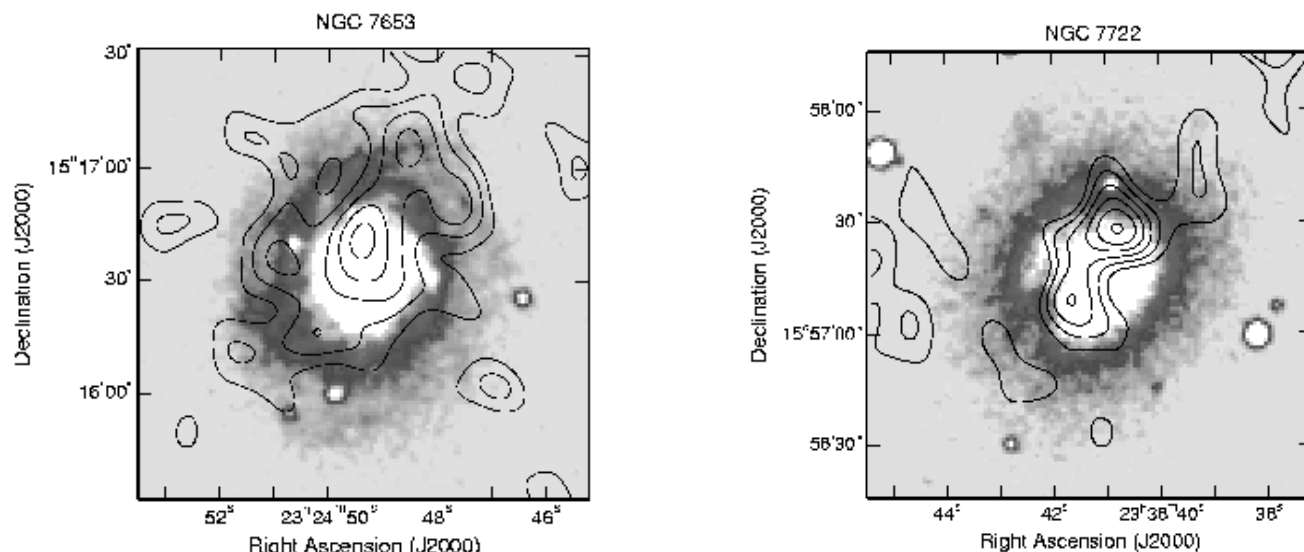 NGC 7653
Declination (J2000)
30"
15°17'00"
30"
16'00"
52ˢ 23ʰ24ᵐ50ˢ 48ˢ 46ˢ
Right Ascension (J2000)
NGC 7722
Declination (J2000)
58'00"
30"
15°57'00"
56'30"
44ˢ 42ˢ 23ʰ38ᵐ40ˢ 38ˢ
Right Ascension (J2000)